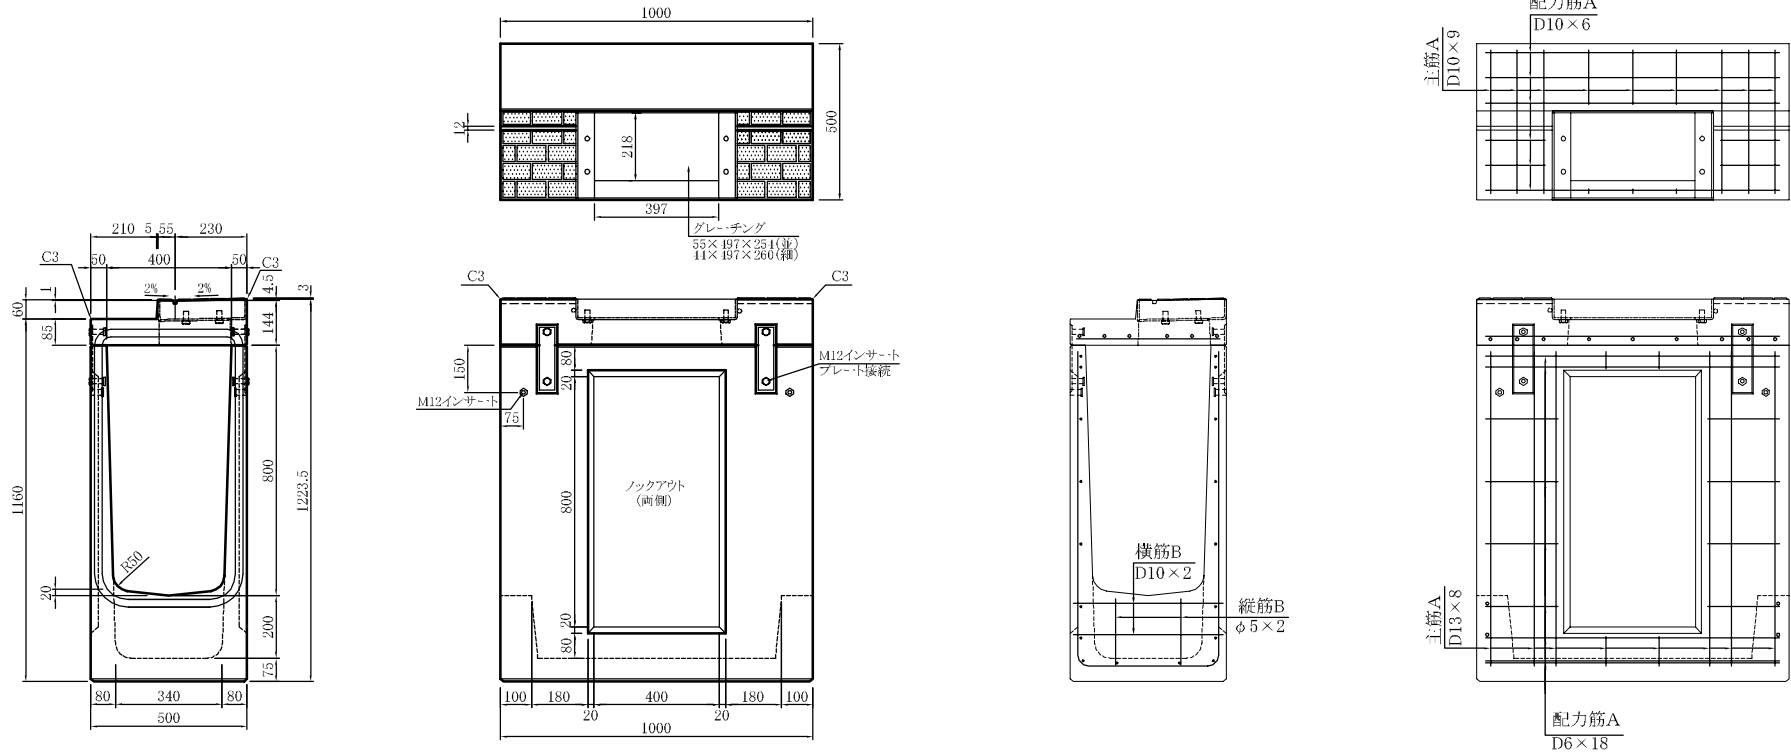 1000
500
12
218
397
グレーチング
55×497×254(並)
44×497×260(細)
210
5
55
230
C3
50
400
50
C3
4.5
3
2%
2%
1
60
85
144
1160
800
1223.5
R50
20
200
75
80
340
80
500
C3
C3
150
80
20
M12インサート
プレート接続
M12インサート
75
ノックアウト
(両側)
800
20
80
100
180
400
180
100
20
20
1000
横筋B
D10×2
縦筋B
φ5×2
配力筋A
D10×6
主筋A
D10×9
主筋A
D13×8
配力筋A
D6×18